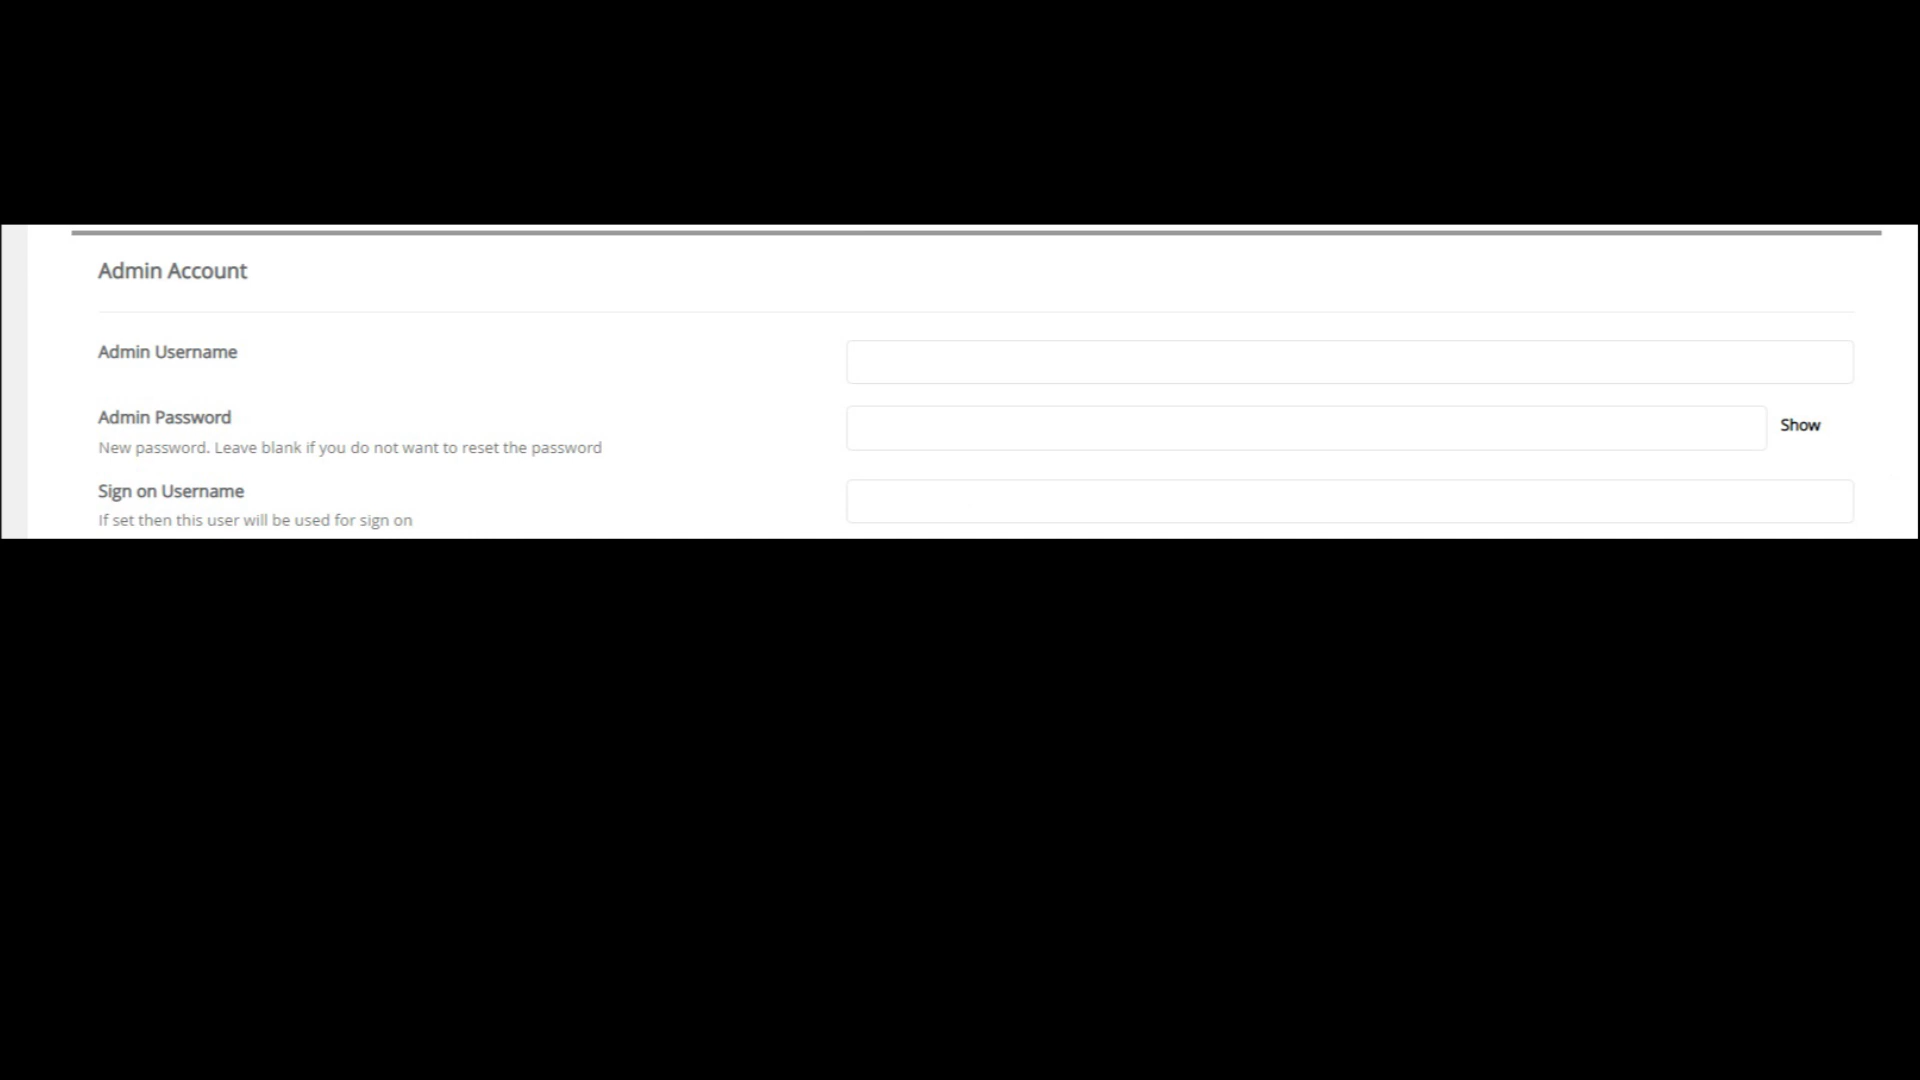 Admin Account
Admin Username
Admin Password
Show
New password. Leave blank if you do not want to reset the password
Sign on Username
If set then this user will be used for sign on